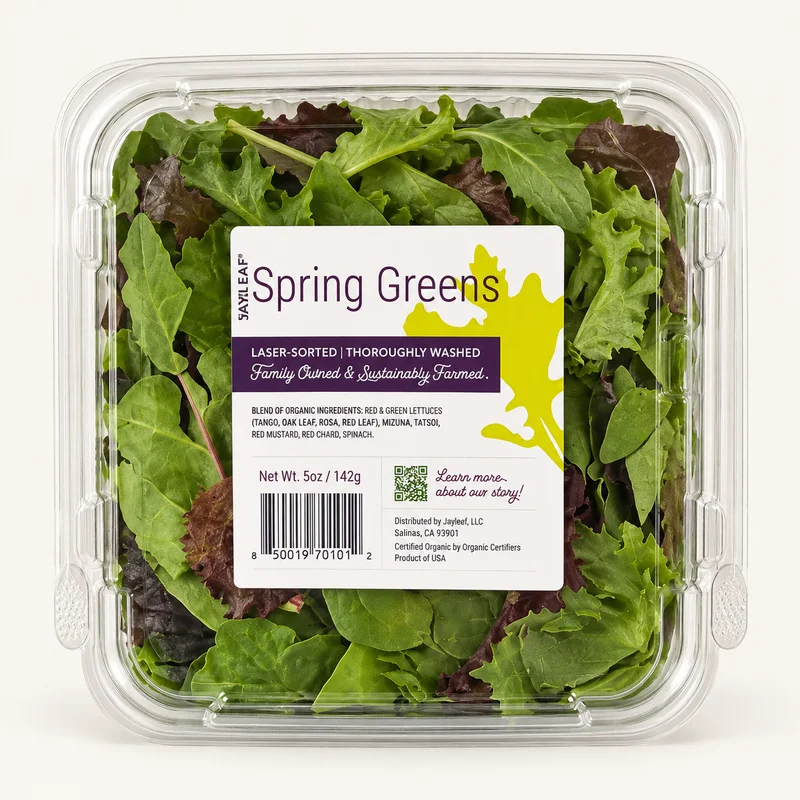 JAYLEAF®
Spring Greens
LASER-SORTED | THOROUGHLY WASHED
Family Owned & Sustainably Farmed.
BLEND OF ORGANIC INGREDIENTS: RED & GREEN LETTUCES
(TANGO, OAK LEAF, ROSA, RED LEAF), MIZUNA, TATSOI,
RED MUSTARD, RED CHARD, SPINACH.
Net Wt. 5oz / 142g
8 50019 70101 2
Learn more
about our story!
Distributed by Jayleef, LLC
Salinas, CA 93901
Certified Organic by Organic Certifiers
Product of USA